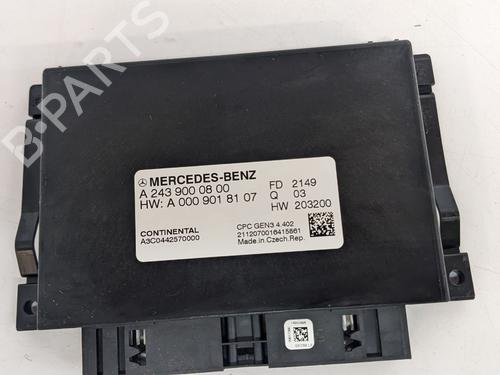 B-PARTS
MERCEDES-BENZ
A 243 900 08 00
HW: A 000 901 81 07
FD 2149
Q 03
HW 203200
CONTINENTAL
A3C0442570000
CPC GEN3 4.402
2112070016415861
Made in Czech.Rep.